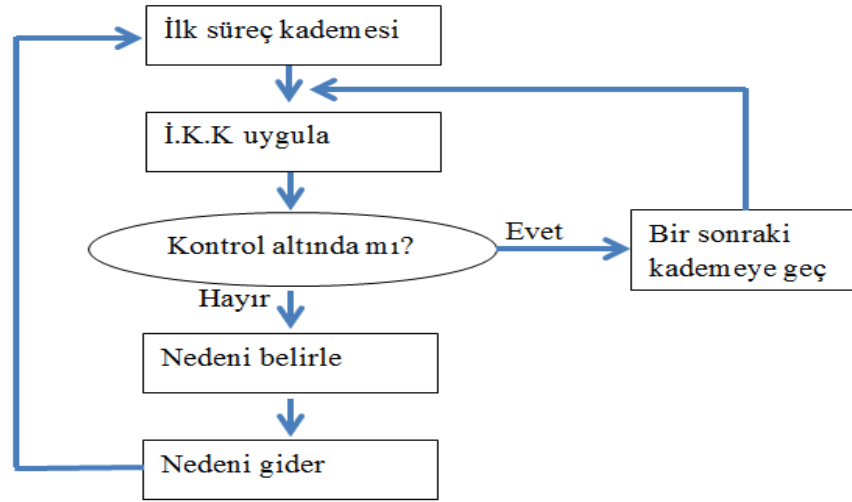 İlk süreç kademesi
İ.K.K uygula
Kontrol altında mı?
Evet
Bir sonraki
kademeye geç
Hayır
Nedeni belirle
Nedeni gider